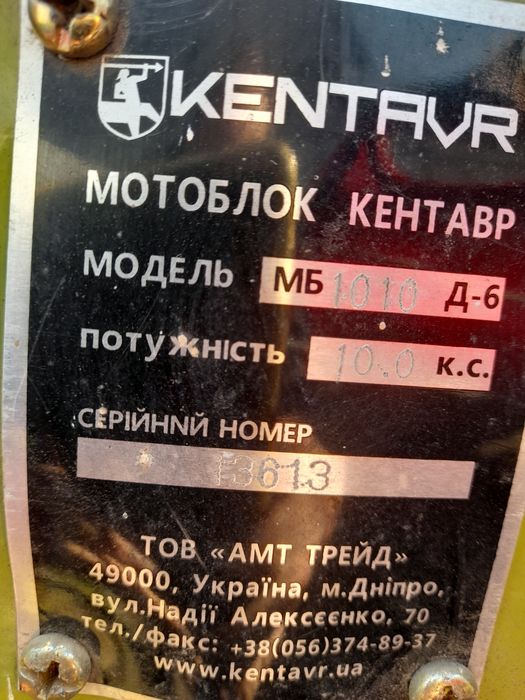 KENTAVR
МОТОБЛОК КЕНТАВР
МОДЕЛЬ МБ 1010 Д-6
ПОТУЖНІСТЬ 10.0 К.С.
СЕРІЙНИЙ НОМЕР
13613
ТОВ «АМТ ТРЕЙД»
49000, Україна, м.Дніпро,
вул.Надії Алексєєнко, 70
тел./факс: +38(056)374-89-37
www.kentavr.ua